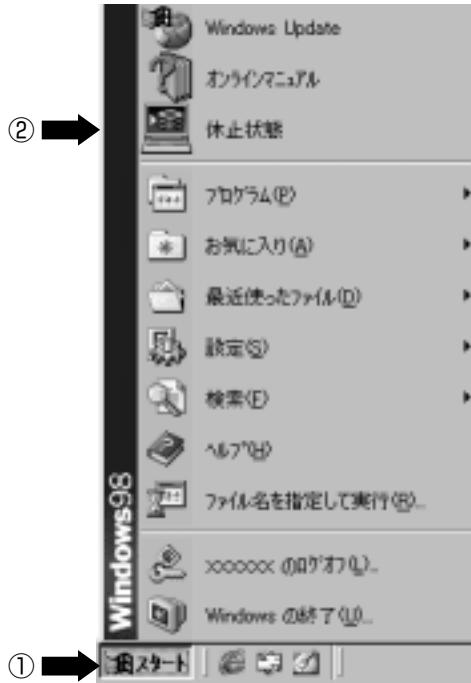 Windows Update
オンラインマニュアル
② 休止状態
プログラム(P)
お気に入り(A)
最近使ったファイル(D)
設定(S)
検索(F)
ヘルプ(H)
ファイル名を指定して実行(R)...
xxxxxx のログオフ(L)...
Windows の終了(U)...
Windows98
① スタート